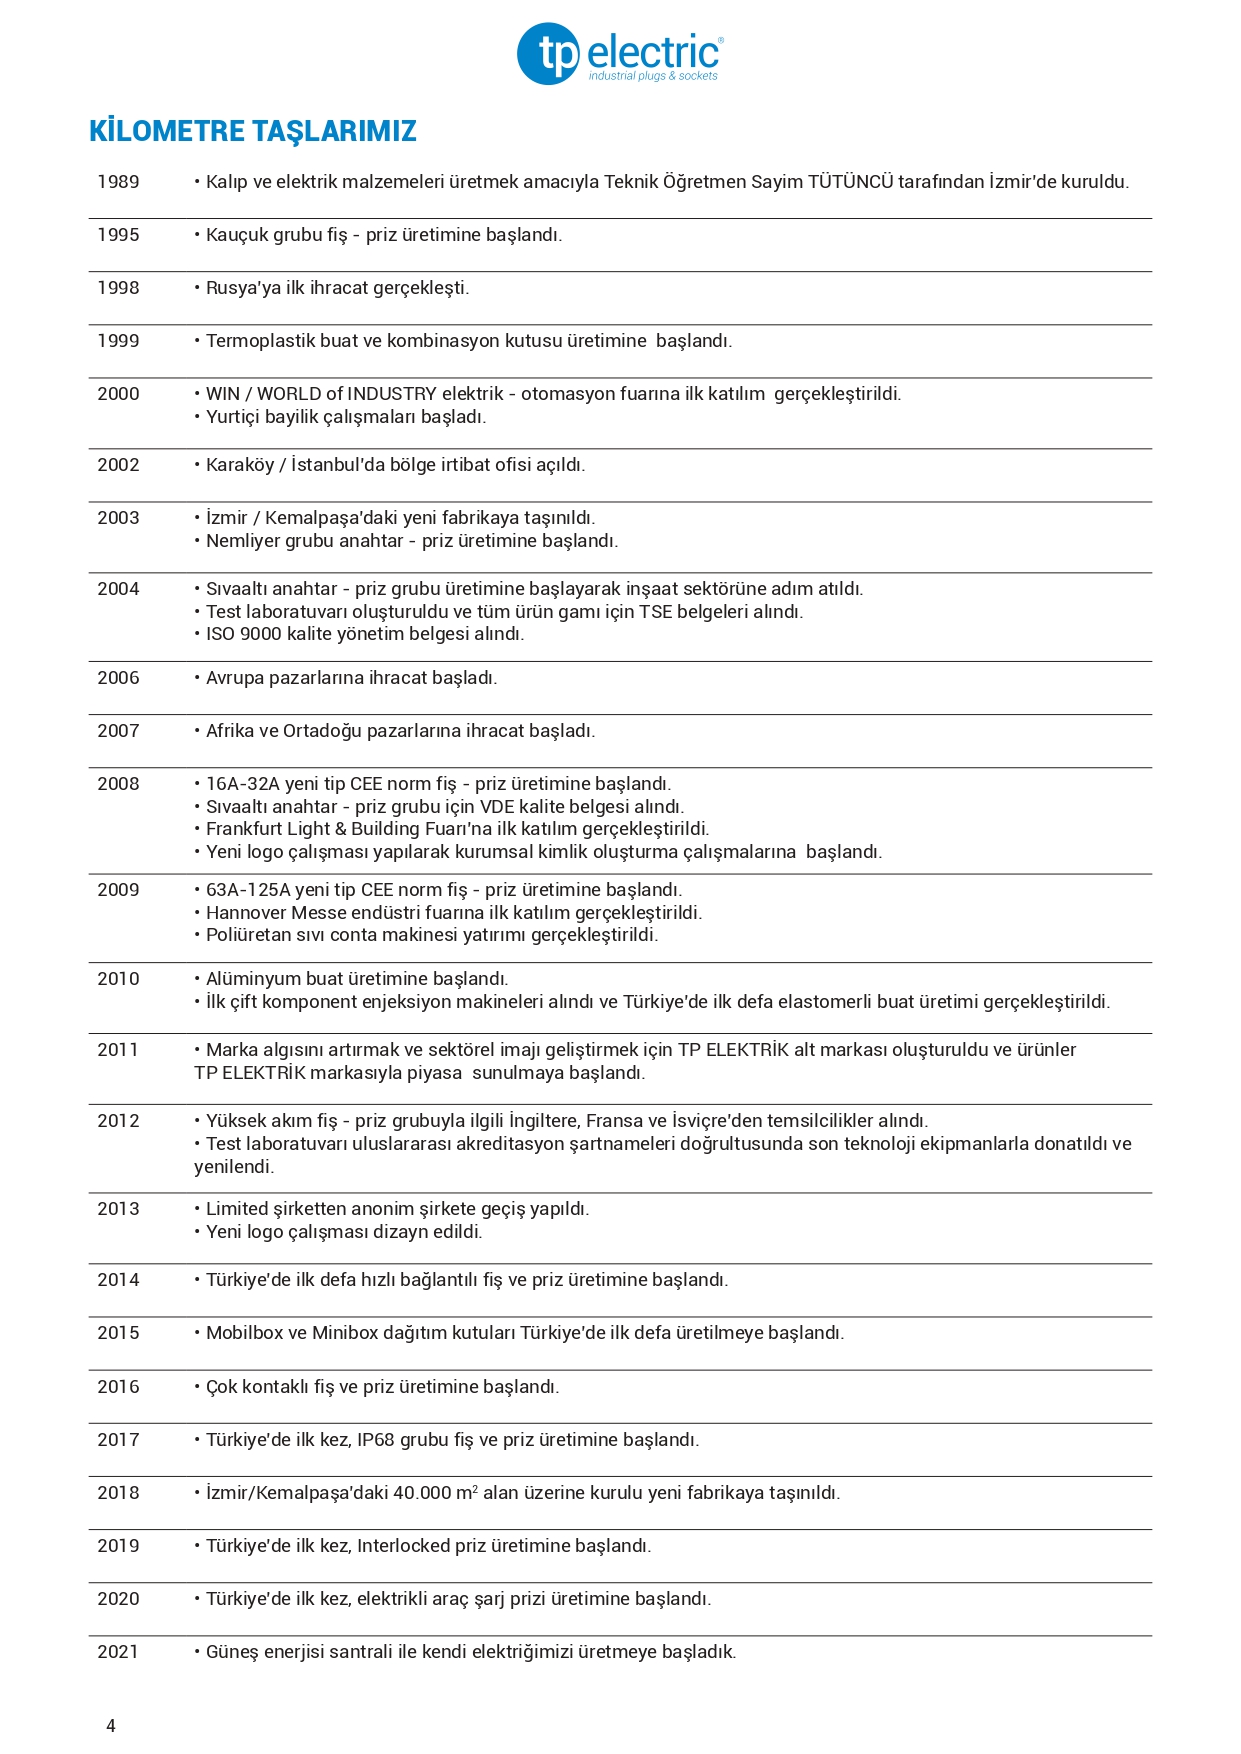 tp electric®
industrial plugs & sockets
KİLOMETRE TAŞLARIMIZ
1989 • Kalıp ve elektrik malzemeleri üretmek amacıyla Teknik Öğretmen Sayim TÜTÜNCÜ tarafından İzmir'de kuruldu.
1995 • Kauçuk grubu fiş - priz üretimine başlandı.
1998 • Rusya'ya ilk ihracat gerçekleşti.
1999 • Termoplastik buat ve kombinasyon kutusu üretimine  başlandı.
2000 • WIN / WORLD of INDUSTRY elektrik - otomasyon fuarına ilk katılım  gerçekleştirildi.
• Yurtiçi bayilik çalışmaları başladı.
2002 • Karaköy / İstanbul'da bölge irtibat ofisi açıldı.
2003 • İzmir / Kemalpaşa'daki yeni fabrikaya taşınıldı.
• Nemliyer grubu anahtar - priz üretimine başlandı.
2004 • Sıvaaltı anahtar - priz grubu üretimine başlayarak inşaat sektörüne adım atıldı.
• Test laboratuvarı oluşturuldu ve tüm ürün gamı için TSE belgeleri alındı.
• ISO 9000 kalite yönetim belgesi alındı.
2006 • Avrupa pazarlarına ihracat başladı.
2007 • Afrika ve Ortadoğu pazarlarına ihracat başladı.
2008 • 16A-32A yeni tip CEE norm fiş - priz üretimine başlandı.
• Sıvaaltı anahtar - priz grubu için VDE kalite belgesi alındı.
• Frankfurt Light & Building Fuarı'na ilk katılım gerçekleştirildi.
• Yeni logo çalışması yapılarak kurumsal kimlik oluşturma çalışmalarına  başlandı.
2009 • 63A-125A yeni tip CEE norm fiş - priz üretimine başlandı.
• Hannover Messe endüstri fuarına ilk katılım gerçekleştirildi.
• Poliüretan sıvı conta makinesi yatırımı gerçekleştirildi.
2010 • Alüminyum buat üretimine başlandı.
• İlk çift komponent enjeksiyon makineleri alındı ve Türkiye'de ilk defa elastomerli buat üretimi gerçekleştirildi.
2011 • Marka algısını artırmak ve sektörel imajı geliştirmek için TP ELEKTRİK alt markası oluşturuldu ve ürünler
TP ELEKTRİK markasıyla piyasa  sunulmaya başlandı.
2012 • Yüksek akım fiş - priz grubuyla ilgili İngiltere, Fransa ve İsviçre'den temsilcilikler alındı.
• Test laboratuvarı uluslararası akreditasyon şartnameleri doğrultusunda son teknoloji ekipmanlarla donatıldı ve
yenilendi.
2013 • Limited şirketten anonim şirkete geçiş yapıldı.
• Yeni logo çalışması dizayn edildi.
2014 • Türkiye'de ilk defa hızlı bağlantılı fiş ve priz üretimine başlandı.
2015 • Mobilbox ve Minibox dağıtım kutuları Türkiye'de ilk defa üretilmeye başlandı.
2016 • Çok kontaklı fiş ve priz üretimine başlandı.
2017 • Türkiye'de ilk kez, IP68 grubu fiş ve priz üretimine başlandı.
2018 • İzmir/Kemalpaşa'daki 40.000 m² alan üzerine kurulu yeni fabrikaya taşınıldı.
2019 • Türkiye'de ilk kez, Interlocked priz üretimine başlandı.
2020 • Türkiye'de ilk kez, elektrikli araç şarj prizi üretimine başlandı.
2021 • Güneş enerjisi santrali ile kendi elektriğimizi üretmeye başladık.
4